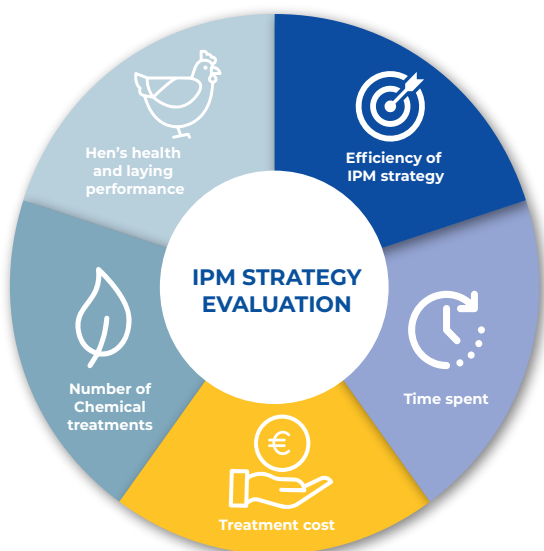 IPM STRATEGY
EVALUATION
Efficiency of
IPM strategy
Time spent
€
Treatment cost
Number of
Chemical
treatments
Hen's health
and laying
performance